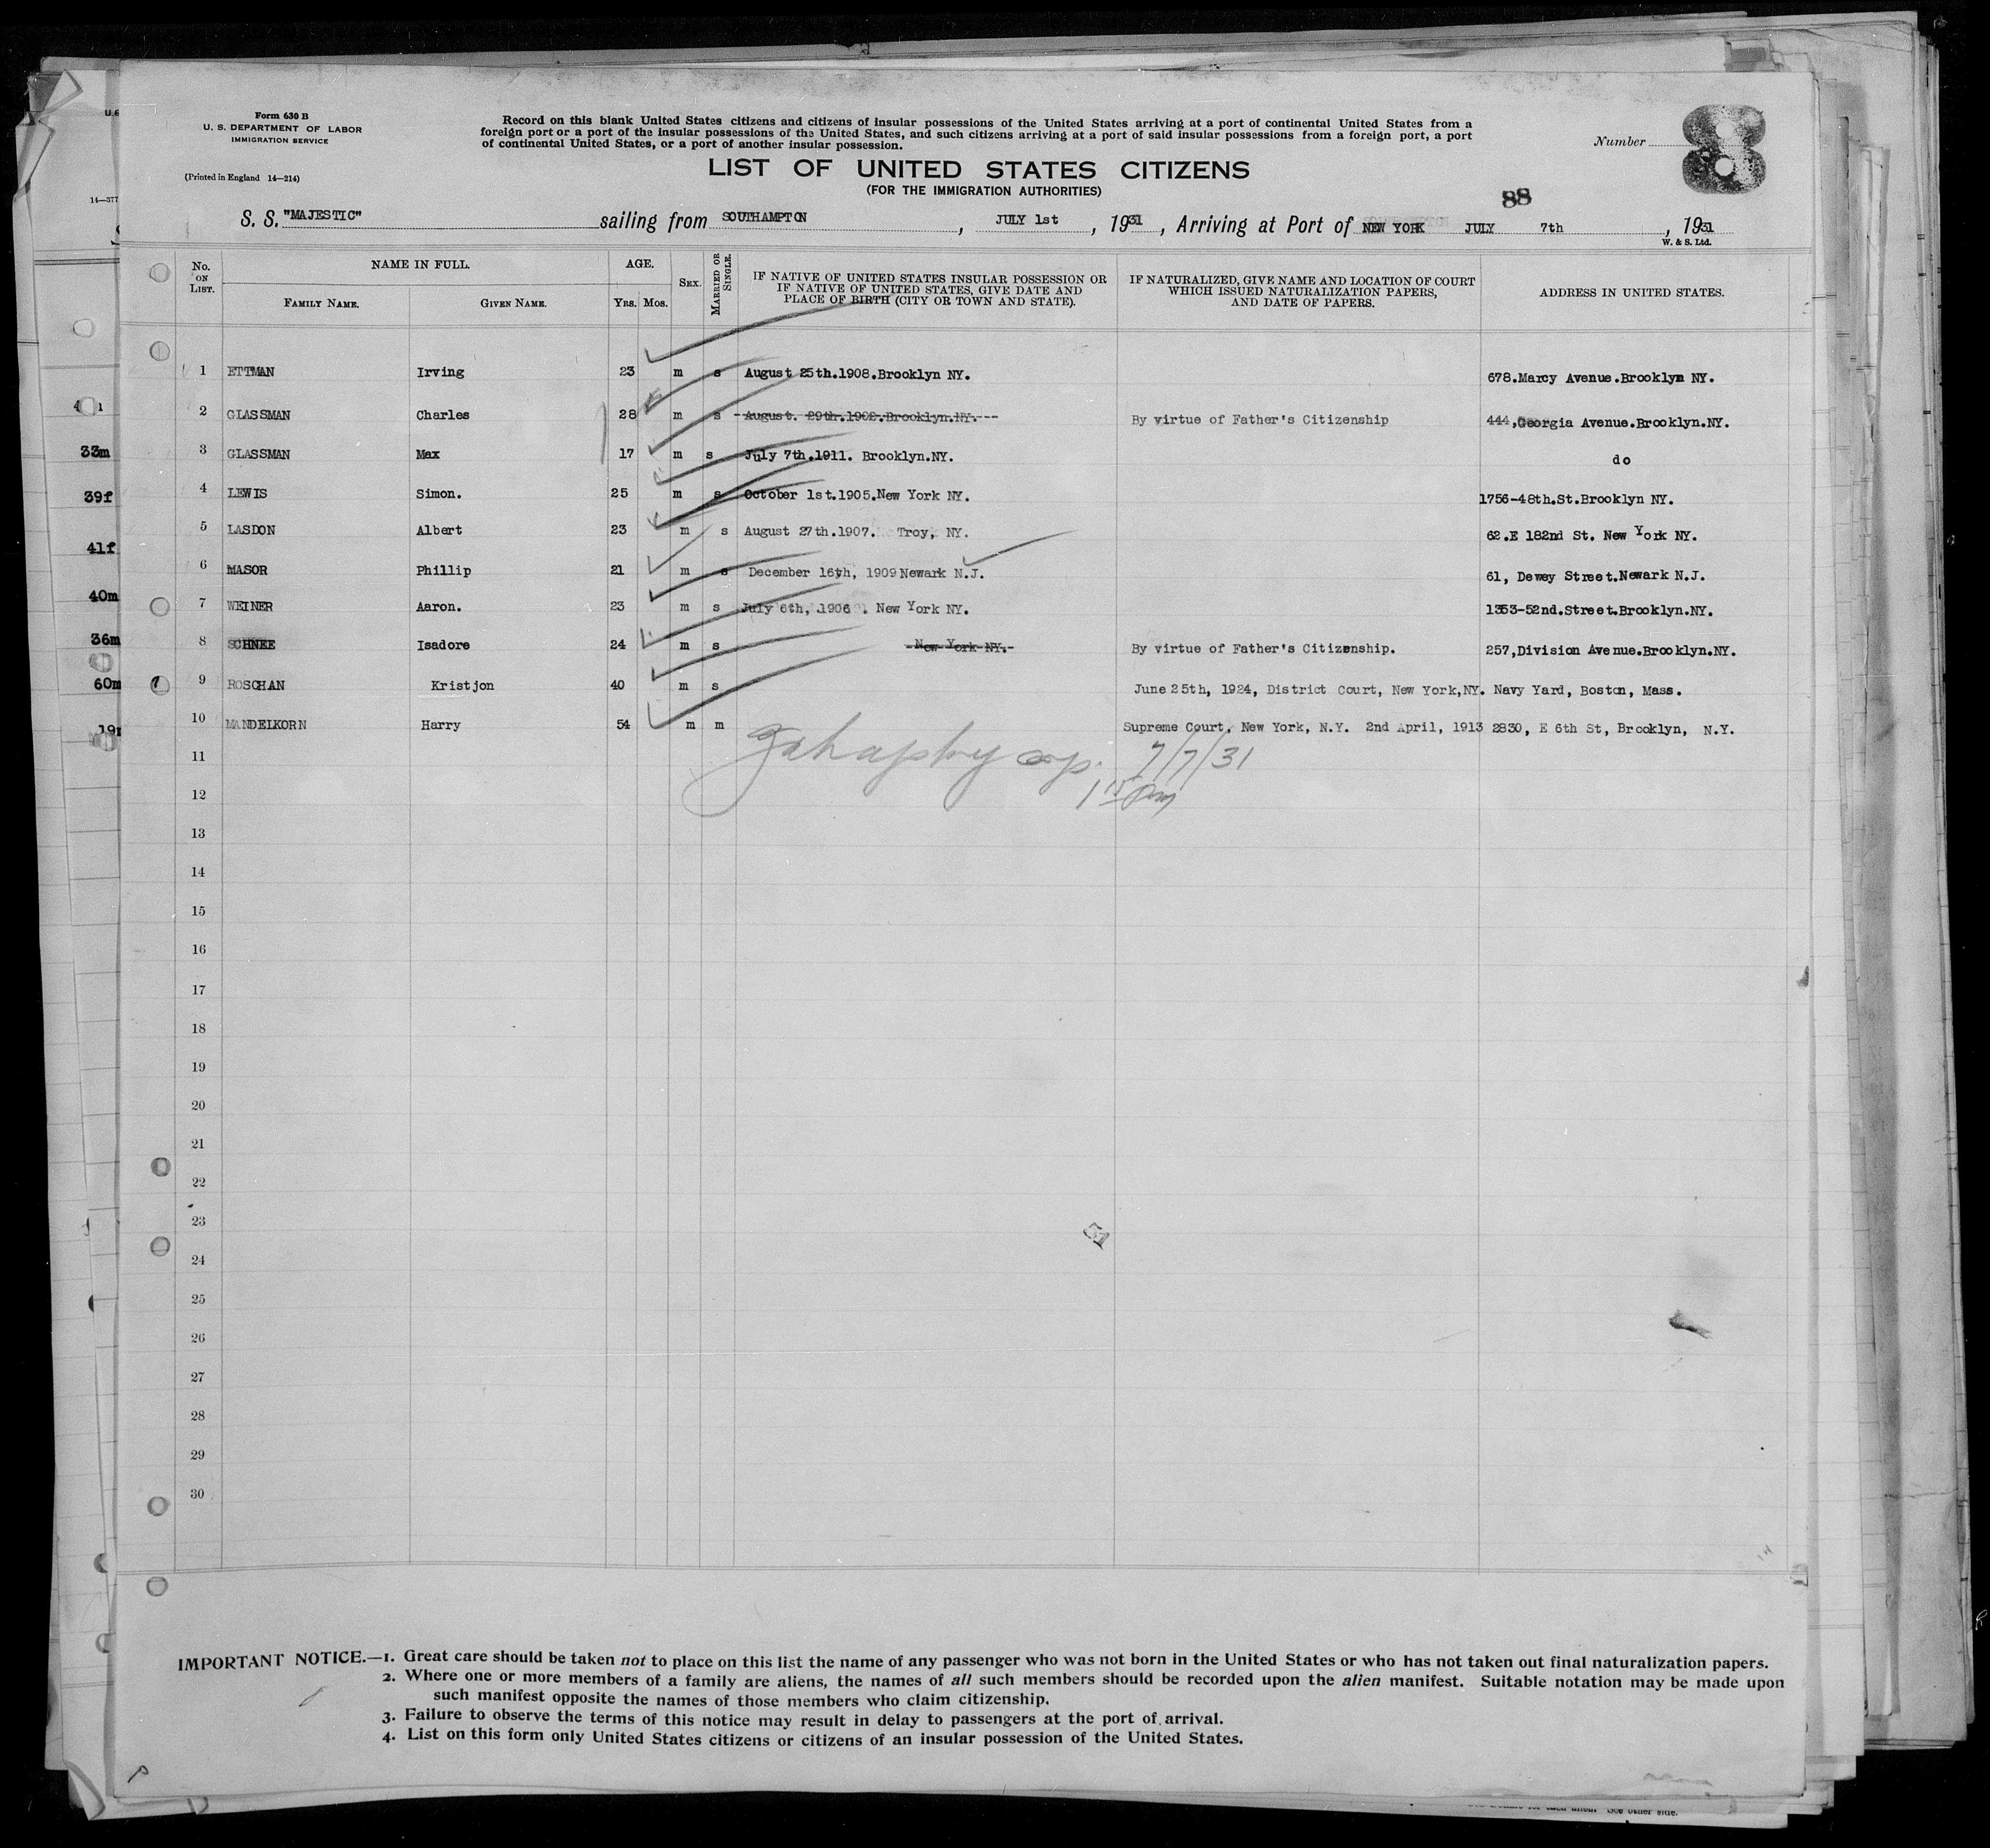 Form 630 B
U. S. DEPARTMENT OF LABOR
IMMIGRATION SERVICE
(Printed in England 14—214)
Record on this blank United States citizens and citizens of insular possessions of the United States arriving at a port of continental United States from a
foreign port or a port of the insular possessions of the United States, and such citizens arriving at a port of said insular possessions from a foreign port, a port
of continental United States, or a port of another insular possession.
Number 8
LIST OF UNITED STATES CITIZENS
(FOR THE IMMIGRATION AUTHORITIES)
88
S. S. "MAJESTIC" sailing from SOUTHAMPTON, JULY 1st, 1931, Arriving at Port of NEW YORK JULY 7th, 1931
W. & S. Ltd.
No. ON LIST. NAME IN FULL. FAMILY NAME. GIVEN NAME. AGE. YRS. MOS. SEX. MARRIED OR SINGLE. IF NATIVE OF UNITED STATES INSULAR POSSESSION OR IF NATIVE OF UNITED STATES, GIVE DATE AND PLACE OF BIRTH (CITY OR TOWN AND STATE). IF NATURALIZED, GIVE NAME AND LOCATION OF COURT WHICH ISSUED NATURALIZATION PAPERS, AND DATE OF PAPERS. ADDRESS IN UNITED STATES.
1 ETTMAN Irving 23 m s August 25th.1908.Brooklyn NY. 678.Marcy Avenue.Brooklyn NY.
2 GLASSMAN Charles 28 m s August. 29th.1902.Brooklyn.NY. By virtue of Father's Citizenship 444,Georgia Avenue.Brooklyn.NY.
3 GLASSMAN Max 17 m s July 7th.1911. Brooklyn.NY. do
4 LEWIS Simon. 25 m s October 1st.1905.New York NY. 1756-48th.St.Brooklyn NY.
5 LASDON Albert 23 m s August 27th.1907. Troy, NY. 62.E 182nd St. New York NY.
6 MASOR Phillip 21 m s December 16th, 1909 Newark N.J. 61, Dewey Street.Newark N.J.
7 WEINER Aaron. 23 m s July 6th, 1906 . New York NY. 1353-52nd.Street.Brooklyn.NY.
8 SCHNEE Isadore 24 m s New York NY. By virtue of Father's Citizenship. 257,Division Avenue.Brooklyn.NY.
9 ROSCHAN Kristjon 40 m s June 25th, 1924, District Court, New York,NY. Navy Yard, Boston, Mass.
10 MANDELKORN Harry 54 m m Supreme Court, New York, N.Y. 2nd April, 1913 2830, E 6th St, Brooklyn, N.Y.
11 7/7/31
12
13
14
15
16
17
18
19
20
21
22
23
51
24
25
26
27
28
29
30
33m
39f
41f
40m
36m
60m
IMPORTANT NOTICE.—1. Great care should be taken not to place on this list the name of any passenger who was not born in the United States or who has not taken out final naturalization papers.
2. Where one or more members of a family are aliens, the names of all such members should be recorded upon the alien manifest. Suitable notation may be made upon
such manifest opposite the names of those members who claim citizenship.
3. Failure to observe the terms of this notice may result in delay to passengers at the port of arrival.
4. List on this form only United States citizens or citizens of an insular possession of the United States.
See other side.